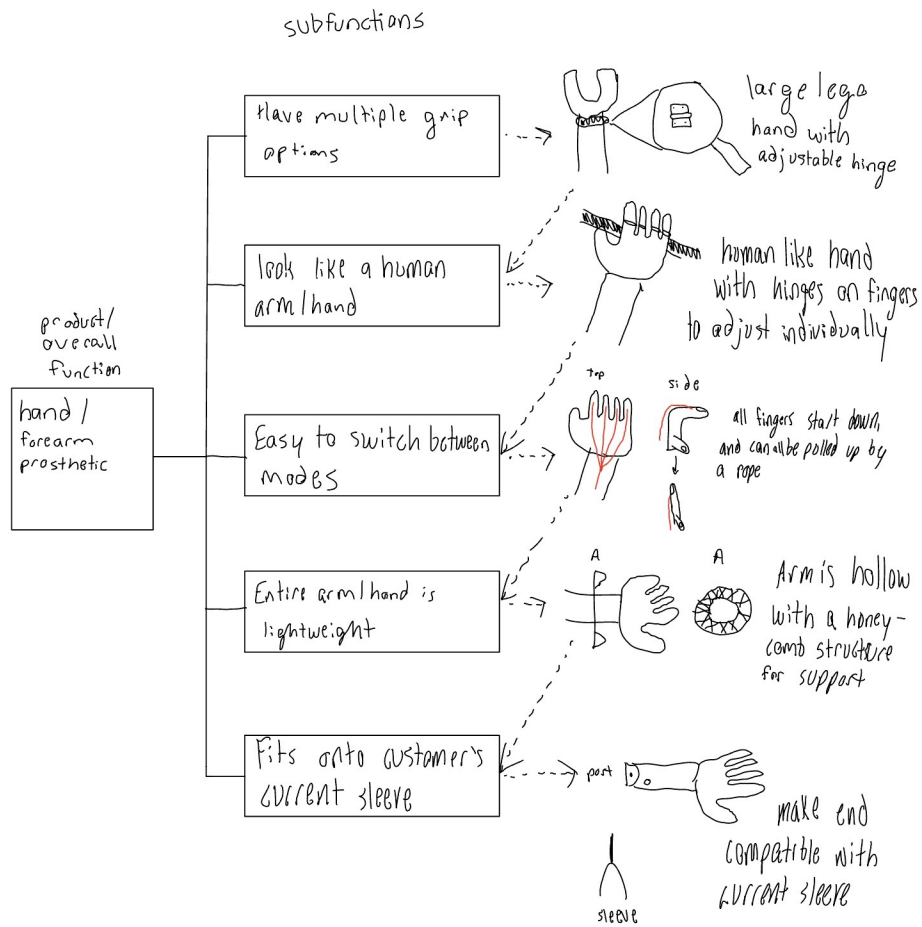 subfunctions
Have multiple grip
options
large lego
hand with
adjustable hinge
look like a human
arm/hand
human like hand
with hinges on fingers
to adjust individually
product/
overall
function
hand/
forearm
prosthetic
Easy to switch between
modes
top
side
all fingers start down,
and can all be pulled up by
a rope
Entire arm/hand is
lightweight
A
A
Arm is hollow
with a honey-
comb structure
for support
Fits onto customer's
current sleeve
port
sleeve
make end
compatible with
current sleeve